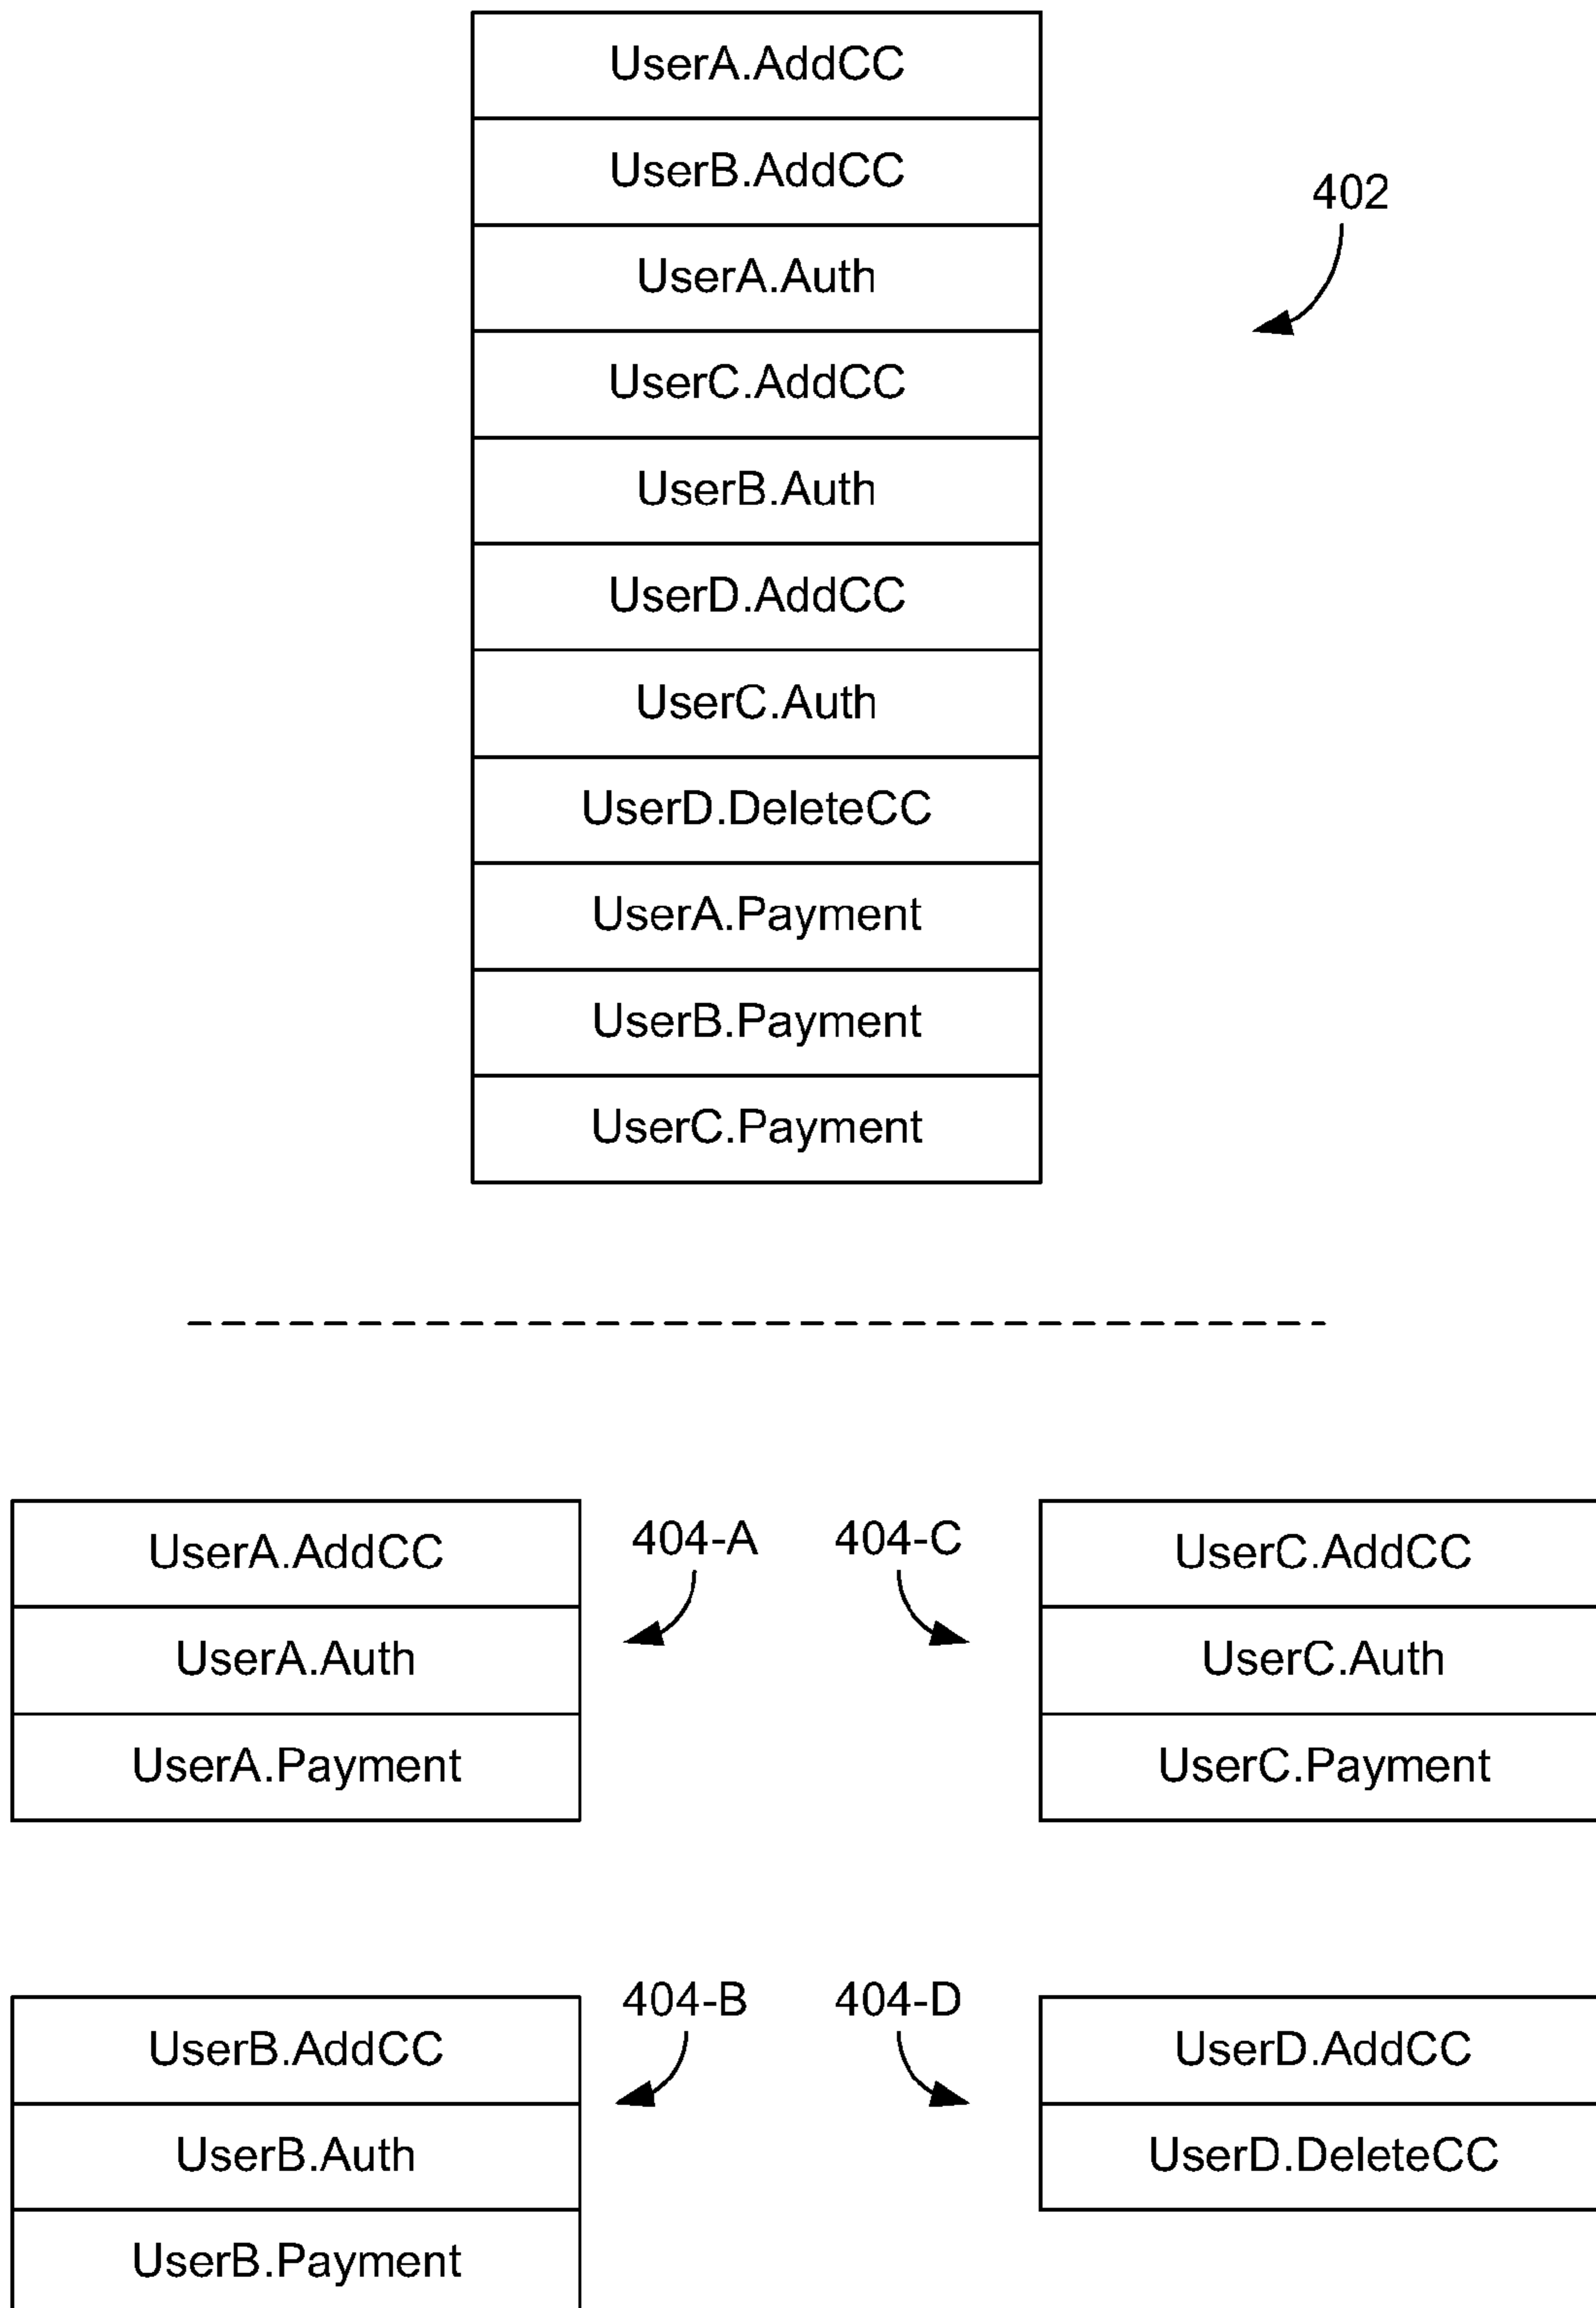 UserA.AddCC
UserB.AddCC
402
UserA.Auth
UserC.AddCC
UserB.Auth
UserD.AddCC
UserC.Auth
UserD.DeleteCC
UserA.Payment
UserB.Payment
UserC.Payment
404-A
404-C
UserA.AddCC
UserC.AddCC
UserA.Auth
UserC.Auth
UserA.Payment
UserC.Payment
404-B
404-D
UserB.AddCC
UserD.AddCC
UserB.Auth
UserD.DeleteCC
UserB.Payment